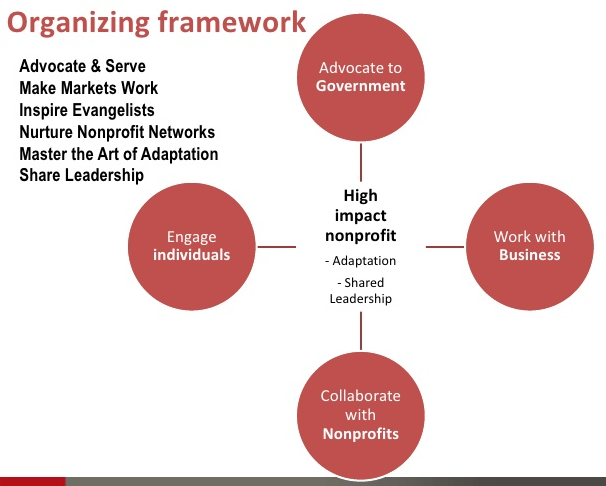 Organizing framework
Advocate & Serve
Make Markets Work
Inspire Evangelists
Nurture Nonprofit Networks
Master the Art of Adaptation
Share Leadership
Advocate to
Government
Engage
individuals
High
impact
nonprofit
- Adaptation
- Shared
Leadership
Work with
Business
Collaborate
with
Nonprofits